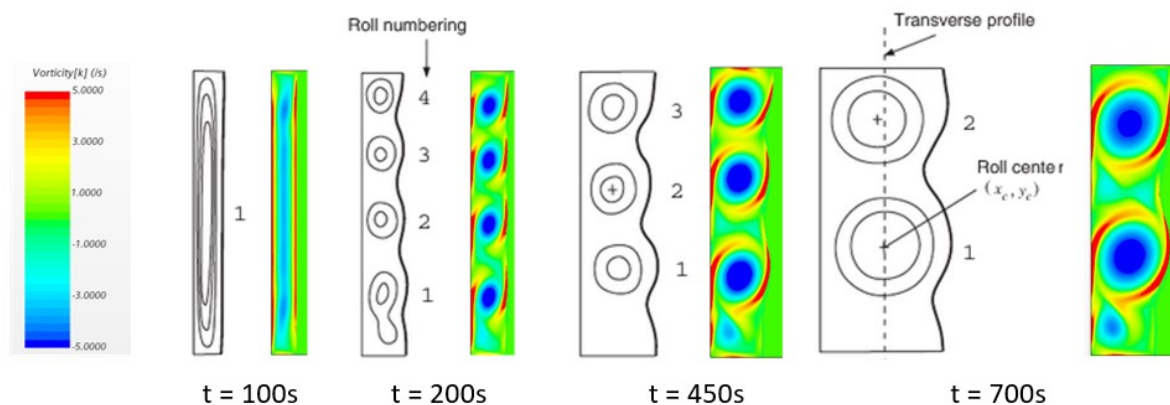 Vorticity[k] (/s)
5.0000
3.0000
1.0000
-1.0000
-3.0000
-5.0000
1
Roll numbering
4
3
2
1
3
2
1
Transverse profile
2
Roll center
(x_c, y_c)
1
t = 100s
t = 200s
t = 450s
t = 700s